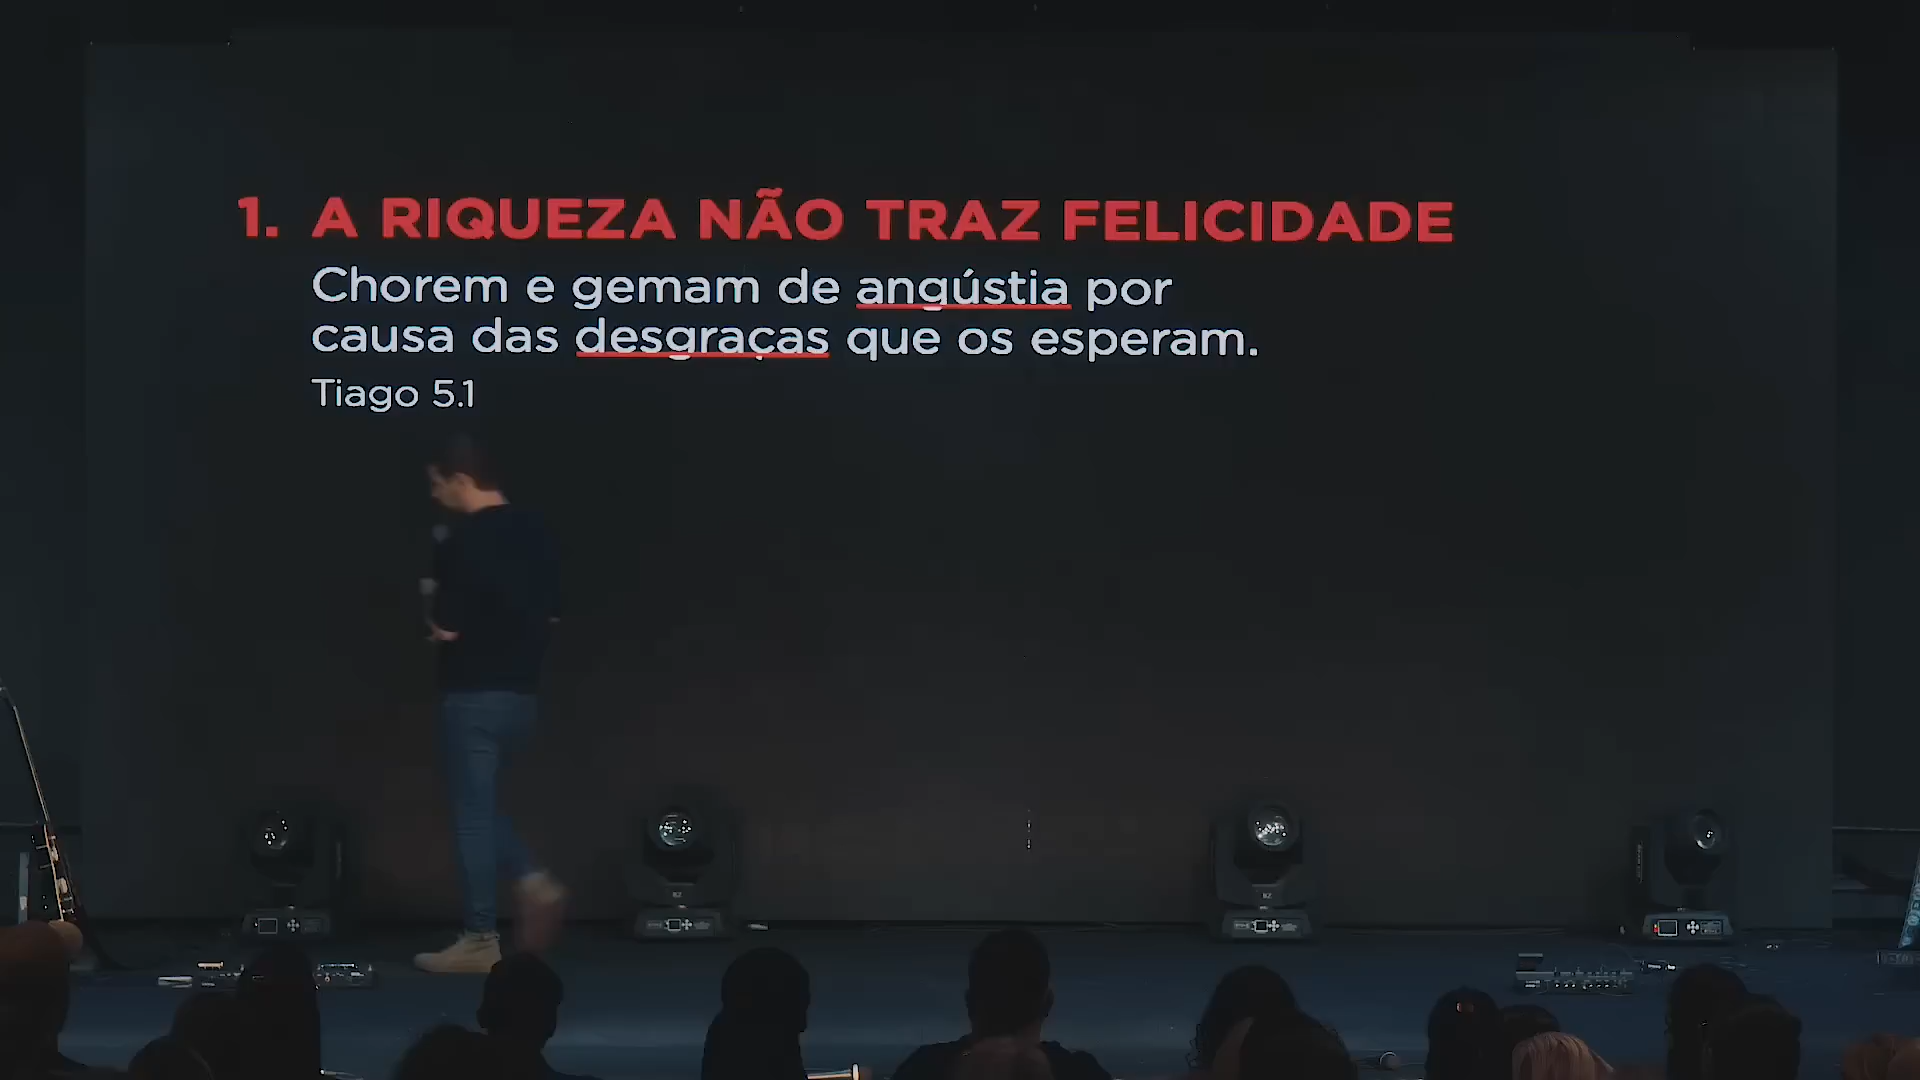 1. A RIQUEZA NÃO TRAZ FELICIDADE
Chorem e gemam de angústia por
causa das desgraças que os esperam.
Tiago 5.1